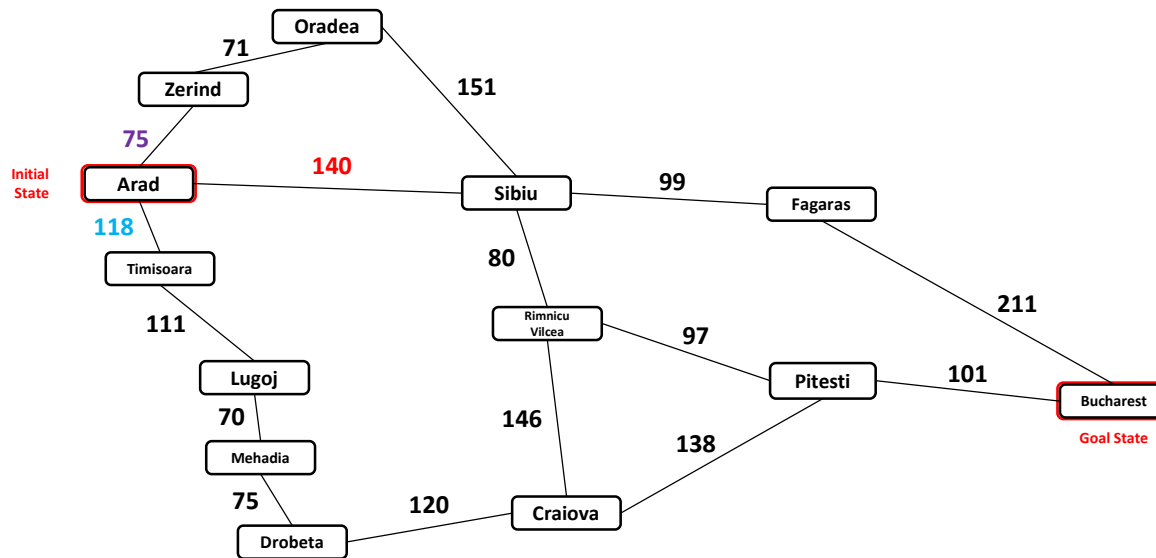 Oradea
71
Zerind
151
75
Initial
State
Arad
140
Sibiu
99
Fagaras
118
Timisoara
80
111
Rimnicu
Vilcea
97
211
Lugoj
Pitesti
101
Bucharest
70
146
138
Goal State
Mehadia
75
120
Craiova
Drobeta